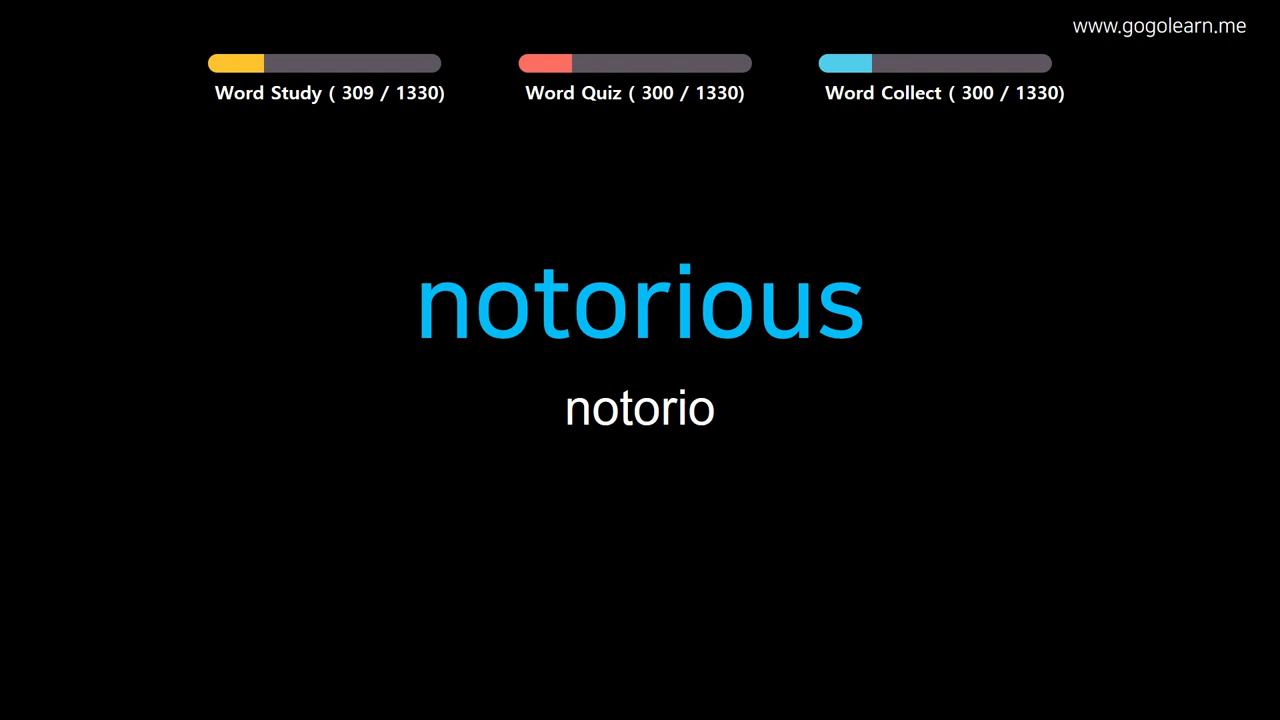 www.gogolearn.me
Word Study ( 309 / 1330)
Word Quiz ( 300 / 1330)
Word Collect ( 300 / 1330)
notorious
notorio